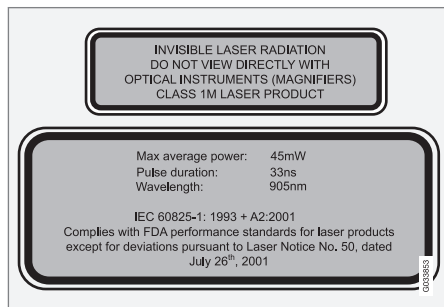 INVISIBLE LASER RADIATION
DO NOT VIEW DIRECTLY WITH
OPTICAL INSTRUMENTS (MAGNIFIERS)
CLASS 1M LASER PRODUCT
Max average power: 45mW
Pulse duration: 33ns
Wavelength: 905nm
IEC 60825-1: 1993 + A2:2001
Complies with FDA performance standards for laser products
except for deviations pursuant to Laser Notice No. 50, dated
July 26th, 2001
G033853